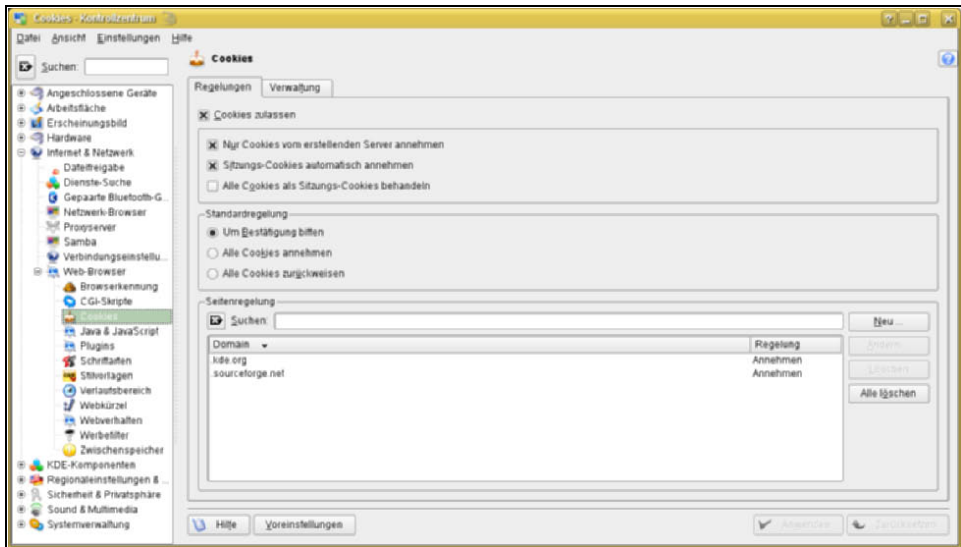 Cookies - Kontrollzentrum
Datei Ansicht Einstellungen Hilfe
Suchen:
Angeschlossene Geräte
Arbeitsfläche
Erscheinungsbild
Hardware
Internet & Netzwerk
Dateifreigabe
Dienste-Suche
Gepaarte Bluetooth-G...
Netzwerk-Browser
Proxyserver
Samba
Verbindungseinstellu...
Web-Browser
Browserkennung
CGI-Skripte
Cookies
Java & JavaScript
Plugins
Schriftarten
Stilvorlagen
Verlaufsbereich
Webkürzel
Webverhalten
Werbefilter
Zwischenspeicher
KDE-Komponenten
Regionaleinstellungen & ...
Sicherheit & Privatsphäre
Sound & Multimedia
Systemverwaltung
Cookies
Regelungen Verwaltung
Cookies zulassen
Nur Cookies vom erstellenden Server annehmen
Sitzungs-Cookies automatisch annehmen
Alle Cookies als Sitzungs-Cookies behandeln
Standardregelung
Um Bestätigung bitten
Alle Cookies annehmen
Alle Cookies zurückweisen
Seitenregelung
Suchen: Neu ...
Domain Regelung
.kde.org Annehmen
.sourceforge.net Annehmen
Ändern...
Löschen
Alle löschen
Hilfe Voreinstellungen Anwenden Zurücksetzen